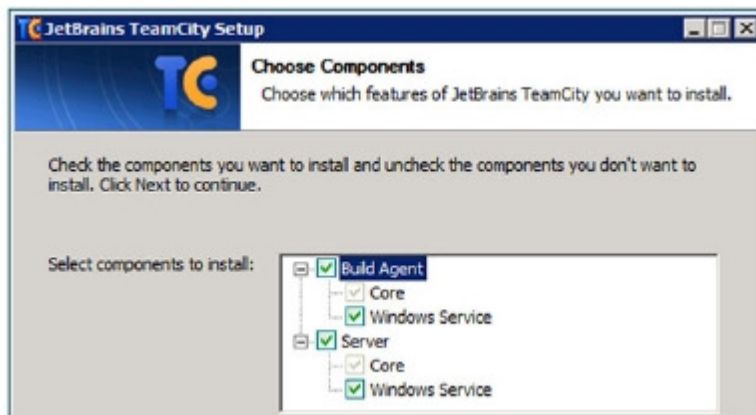 JetBrains TeamCity Setup
TC
Choose Components
Choose which features of JetBrains TeamCity you want to install.
Check the components you want to install and uncheck the components you don't want to
install. Click Next to continue.
Select components to install:
Build Agent
Core
Windows Service
Server
Core
Windows Service